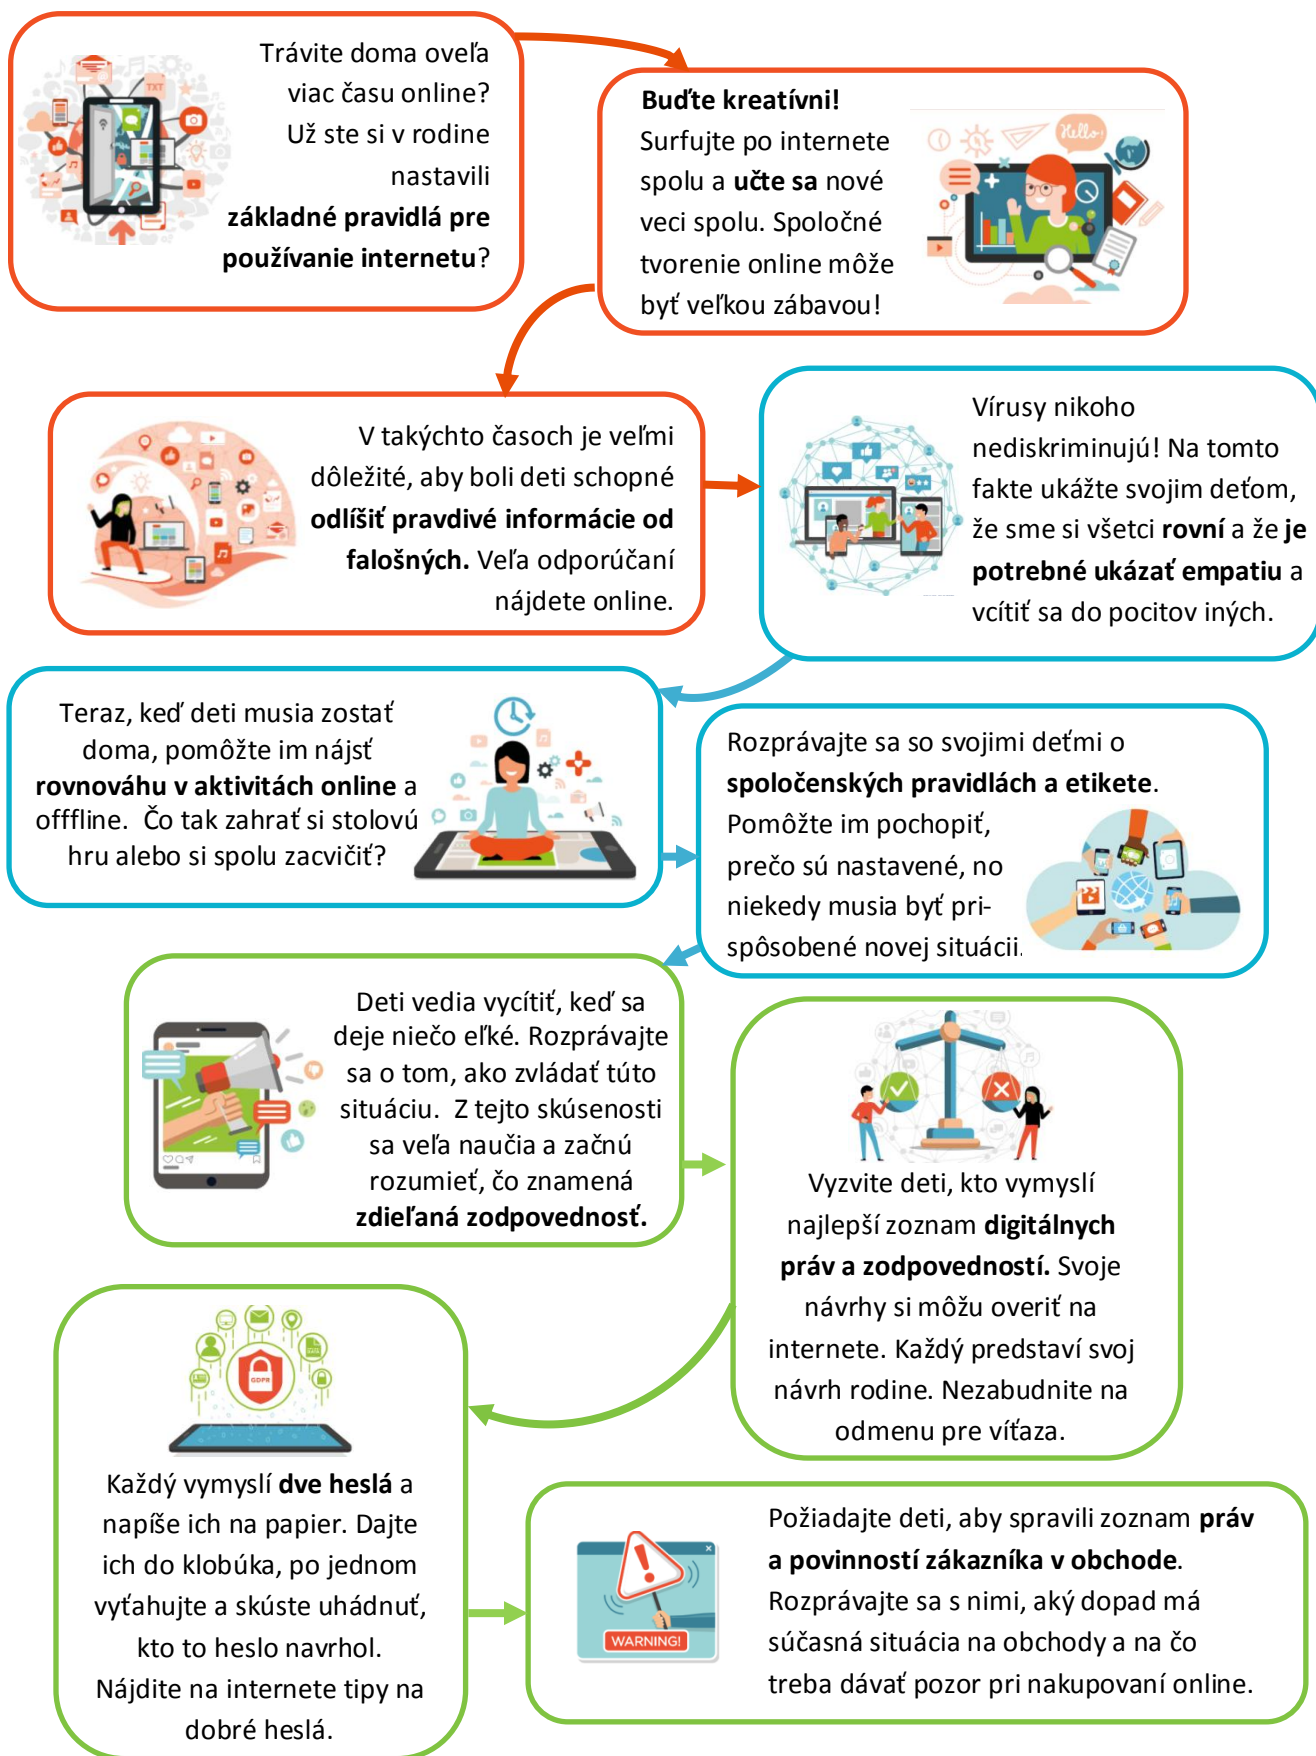 Trávite doma oveľa
viac času online?
Už ste si v rodine
nastavili
základné pravidlá pre
používanie internetu?
TXT
Buďte kreatívni!
Surfujte po internete
spolu a učte sa nové
veci spolu. Spoločné
tvorenie online môže
byť veľkou zábavou!
Hello!
V takýchto časoch je veľmi
dôležité, aby boli deti schopné
odlíšiť pravdivé informácie od
falošných. Veľa odporúčaní
nájdete online.
Vírusy nikoho
nediskriminujú! Na tomto
fakte ukážte svojim deťom,
že sme si všetci rovní a že je
potrebné ukázať empatiu a
vcítiť sa do pocitov iných.
Teraz, keď deti musia zostať
doma, pomôžte im nájsť
rovnováhu v aktivitách online a
offfline. Čo tak zahrať si stolovú
hru alebo si spolu zacvičiť?
Rozprávajte sa so svojimi deťmi o
spoločenských pravidlách a etikete.
Pomôžte im pochopiť,
prečo sú nastavené, no
niekedy musia byť pri-
spôsobené novej situácii.
Deti vedia vycítiť, keď sa
deje niečo eľké. Rozprávajte
sa o tom, ako zvládať túto
situáciu. Z tejto skúsenosti
sa veľa naučia a začnú
rozumieť, čo znamená
zdieľaná zodpovednosť.
Vyzvite deti, kto vymyslí
najlepší zoznam digitálnych
práv a zodpovedností. Svoje
návrhy si môžu overiť na
internete. Každý predstaví svoj
návrh rodine. Nezabudnite na
odmenu pre víťaza.
GDPR
Každý vymyslí dve heslá a
napíše ich na papier. Dajte
ich do klobúka, po jednom
vyťahujte a skúste uhádnuť,
kto to heslo navrhol.
Nájdite na internete tipy na
dobré heslá.
WARNING!
Požiadajte deti, aby spravili zoznam práv
a povinností zákazníka v obchode.
Rozprávajte sa s nimi, aký dopad má
súčasná situácia na obchody a na čo
treba dávať pozor pri nakupovaní online.